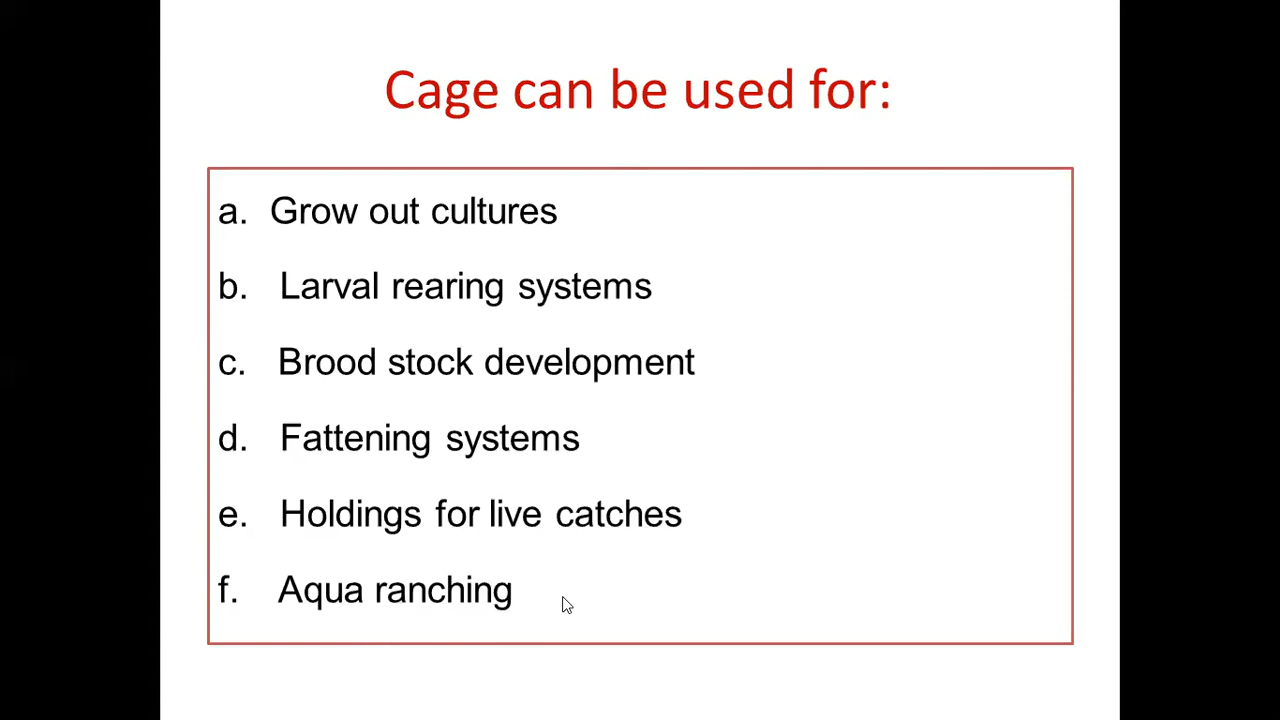 Cage can be used for:
a. Grow out cultures
b. Larval rearing systems
c. Brood stock development
d. Fattening systems
e. Holdings for live catches
f. Aqua ranching